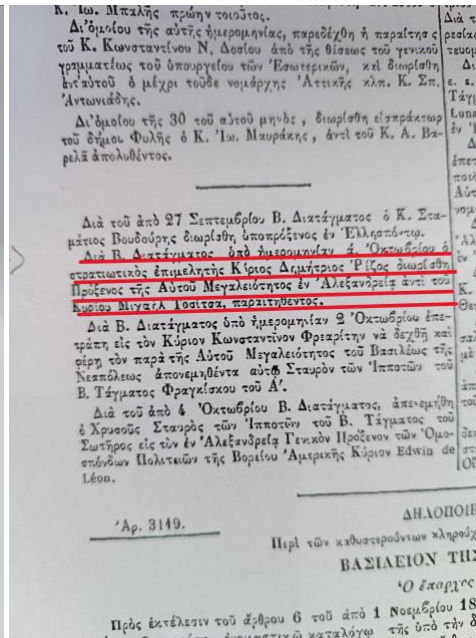 Κ. Ιω. Μπαλῆς πρώην τοιοῦτος.
Δι' ὁμοίου τῆς αὐτῆς ἡμερομηνίας, παρεδέχθη ἡ παραίτησις
τοῦ Κ. Κωνσταντίνου Ν. Δοσίου ἀπὸ τῆς θέσεως τοῦ γενικοῦ
γραμματέως τοῦ ὑπουργείου τῶν Ἐσωτερικῶν, καὶ διωρίσθη
ἀντ' αὐτοῦ ὁ μέχρι τοῦδε νομάρχης Ἀττικῆς κλπ. Κ. Σπ.
Ἀντωνιάδης.
Δι' ὁμοίου τῆς 30 τοῦ αὐτοῦ μηνὸς, διωρίσθη εἰσπράκτωρ
τοῦ δήμου Φυλῆς ὁ Κ. Ἰω. Μαυράκης, ἀντὶ τοῦ Κ. Α. Βα-
ρελᾶ ἀπολυθέντος.
Διὰ τοῦ ἀπὸ 27 Σεπτεμβρίου Β. Διατάγματος ὁ Κ. Στα-
μάτιος Βουδούρης διωρίσθη ὑποπρόξενος ἐν Ἑλλησπόντῳ.
Διὰ Β. Διατάγματος ὑπὸ ἡμερομηνίαν ά. Ὀκτωβρίου ὁ
στρατιωτικὸς ἐπιμελητὴς Κύριος Δημήτριος Ρίζος διωρίσθη
Πρόξενος τῆς Αὐτοῦ Μεγαλειότητος ἐν Ἀλεξανδρείᾳ ἀντὶ τοῦ
Κυρίου Μιχαὴλ Τοσίτσα, παραιτηθέντος.
Διὰ Β. Διατάγματος ὑπὸ ἡμερομηνίαν 2 Ὀκτωβρίου ἐπε-
τράπη εἰς τὸν Κύριον Κωνσταντῖνον Φρεαρίτην νὰ δεχθῇ καὶ
φέρῃ τὸν παρὰ τῆς Αὐτοῦ Μεγαλειότητος τοῦ Βασιλέως τῆς
Νεαπόλεως ἀπονεμηθέντα αὐτῷ Σταυρὸν τῶν Ἱπποτῶν τοῦ
Β. Τάγματος Φραγκίσκου τοῦ Α'.
Διὰ τοῦ ἀπὸ 4 Ὀκτωβρίου Β. Διατάγματος, ἀπενεμήθη
ὁ Χρυσοῦς Σταυρὸς τῶν Ἱπποτῶν τοῦ Β. Τάγματος τοῦ
Σωτῆρος εἰς τὸν ἐν Ἀλεξανδρείᾳ Γενικὸν Πρόξενον τῶν Ὁμο-
σπόνδων Πολιτειῶν τῆς Βορείου Ἀμερικῆς Κύριον Edwin de
Léon.
Ἀρ. 3149.
ΔΗΛΟΠΟΙΗ
Περὶ τῶν καθυστερούντων κληρούχ
ΒΑΣΙΛΕΙΟΝ ΤΗΣ
Ὁ ἔπαρχος
Πρὸς ἐκτέλεσιν τοῦ ἄρθρου 6 τοῦ ἀπὸ 1 Νοεμβρίου 18
καταλόγῳ τῆς ὑπὸ τὴν